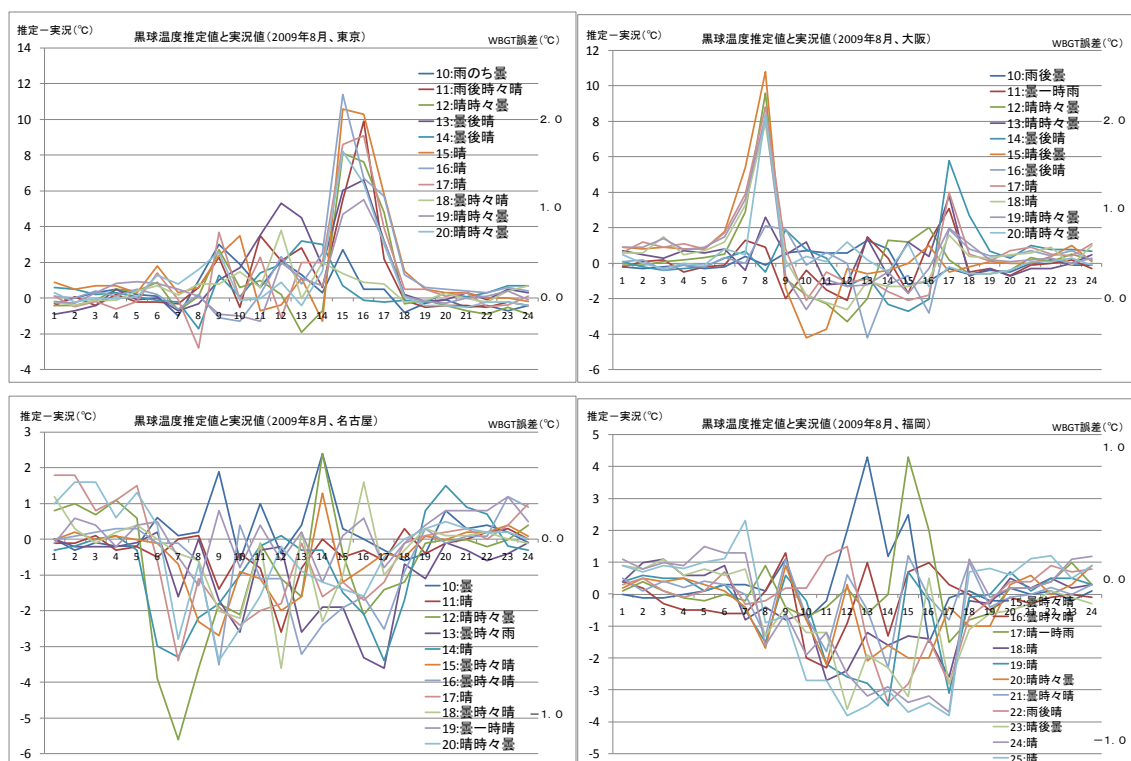 推定－実況(℃)
黒球温度推定値と実況値(2009年8月、東京)
WBGT誤差(℃)
14
12
10
8
6
4
2
0
-2
-4
1 2 3 4 5 6 7 8 9 10 11 12 13 14 15 16 17 18 19 20 21 22 23 24
2.0
1.0
0.0
10:雨のち曇
11:雨後時々晴
12:晴時々曇
13:曇後晴
14:曇後晴
15:晴
16:晴
17:晴
18:曇時々晴
19:晴時々曇
20:晴時々曇
推定－実況(℃)
黒球温度推定値と実況値(2009年8月、大阪)
WBGT誤差(℃)
12
10
8
6
4
2
0
-2
-4
-6
1 2 3 4 5 6 7 8 9 10 11 12 13 14 15 16 17 18 19 20 21 22 23 24
2.0
1.0
0.0
10:雨後曇
11:曇一時雨
12:晴時々曇
13:晴時々曇
14:曇後晴
15:晴後曇
16:曇後晴
17:晴
18:晴
19:晴時々曇
20:晴時々曇
推定－実況(℃)
黒球温度推定値と実況値(2009年8月、名古屋)
WBGT誤差(℃)
3
2
1
0
-1
-2
-3
-4
-5
-6
1 2 3 4 5 6 7 8 9 10 11 12 13 14 15 16 17 18 19 20 21 22 23 24
0.0
－1.0
10:曇
11:晴
12:晴時々曇
13:曇時々雨
14:晴
15:曇時々晴
16:曇時々晴
17:晴
18:曇時々晴
19:曇一時晴
20:晴時々曇
推定－実況(℃)
黒球温度推定値と実況値(2009年8月、福岡)
WBGT誤差(℃)
5
4
3
2
1
0
-1
-2
-3
-4
-5
1 2 3 4 5 6 7 8 9 10 11 12 13 14 15 16 17 18 19 20 21 22 23 24
1.0
0.0
－1.0
15:曇時々晴
16:曇時々晴
17:晴一時雨
18:晴
19:晴
20:晴時々曇
21:曇時々晴
22:雨後晴
23:晴後曇
24:晴
25:晴